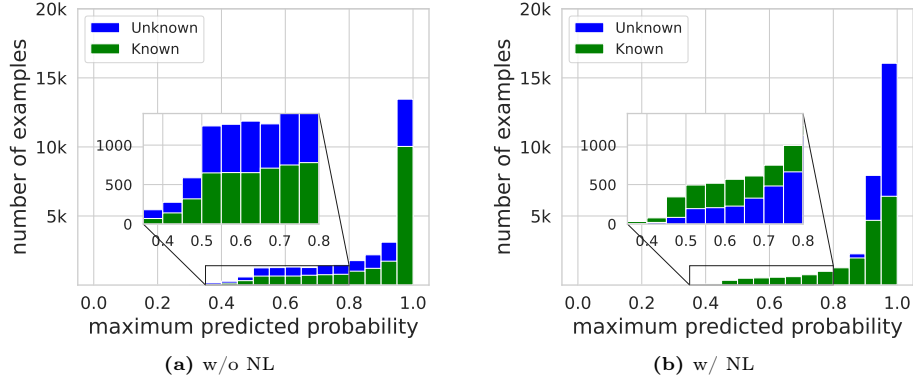 20k
15k
10k
5k
number of examples
Unknown
Known
1000
500
0
0.4 0.5 0.6 0.7 0.8
0.0 0.2 0.4 0.6 0.8 1.0
maximum predicted probability
(a) w/o NL
20k
15k
10k
5k
number of examples
Unknown
Known
1000
500
0
0.4 0.5 0.6 0.7 0.8
0.0 0.2 0.4 0.6 0.8 1.0
maximum predicted probability
(b) w/ NL